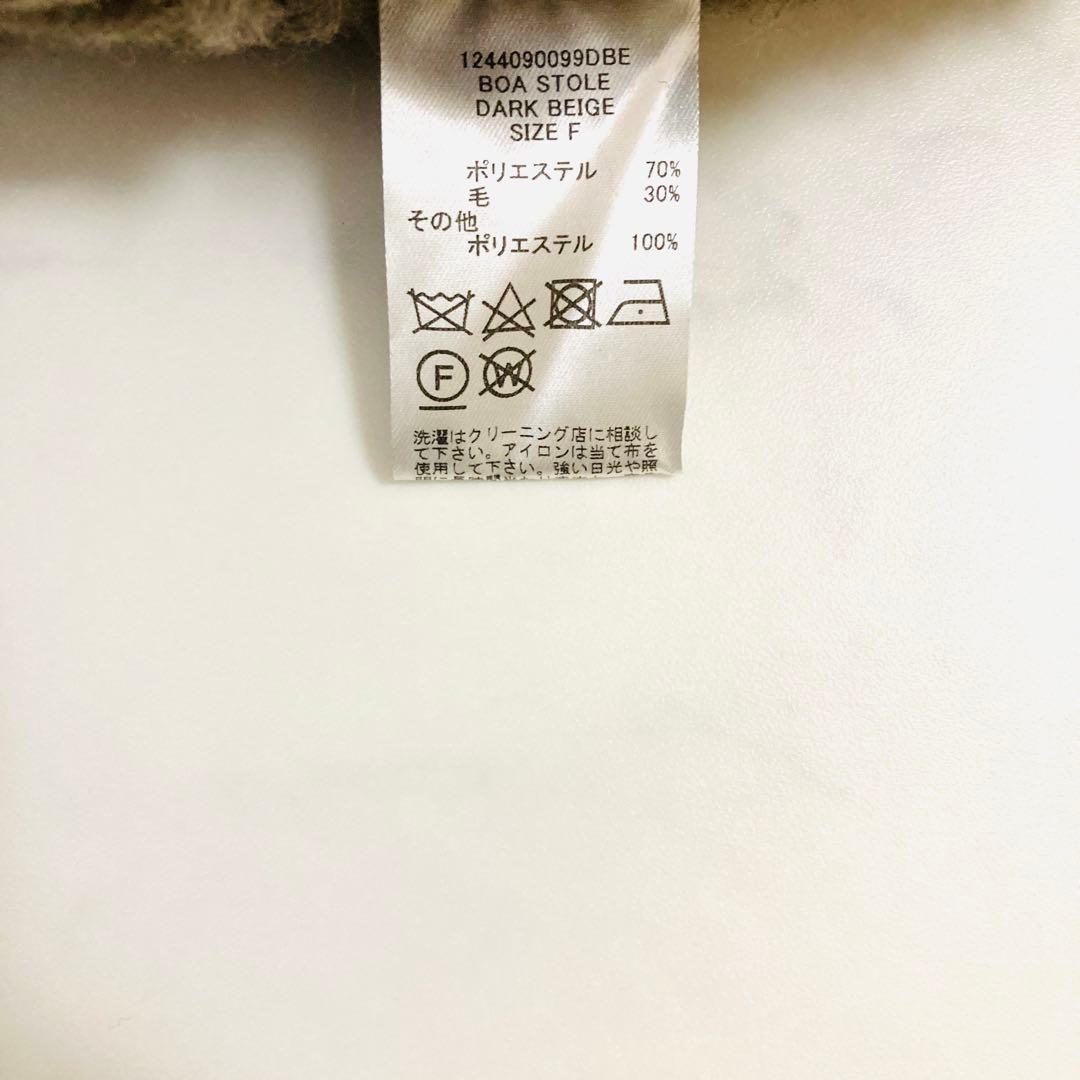 1244090099DBE
BOA STOLE
DARK BEIGE
SIZE F
ポリエステル 70%
毛 30%
その他
ポリエステル 100%
F W
洗濯はクリーニング店に相談し
て下さい。アイロンは当て布を
使用して下さい。強い日光や照